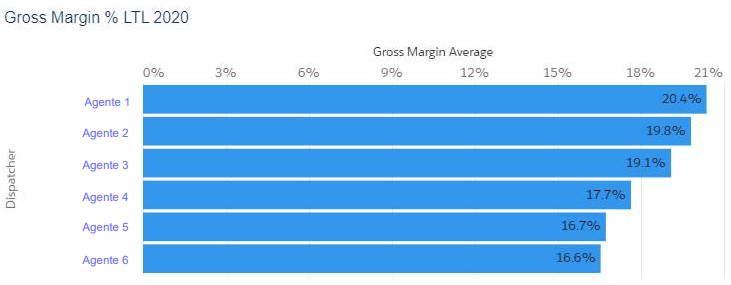 Gross Margin % LTL 2020
Gross Margin Average
0% 3% 6% 9% 12% 15% 18% 21%
Dispatcher
Agente 1 20.4%
Agente 2 19.8%
Agente 3 19.1%
Agente 4 17.7%
Agente 5 16.7%
Agente 6 16.6%